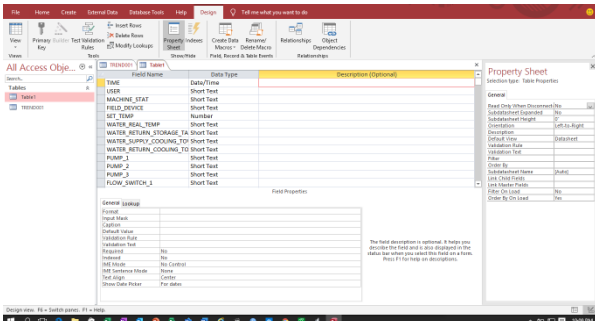 File Home Create External Data Database Tools Help Design Tell me what you want to do
View Primary Key Builder Test Validation Rules Insert Rows Delete Rows Modify Lookups Property Sheet Indexes Create Data Macros Rename/ Delete Macro Relationships Object Dependencies
Views Tools Show/Hide Field, Record & Table Events Relationships
All Access Obje...
Search..
Tables
Table1
TREND001
TREND001 Table1
Field Name Data Type Description (Optional)
TIME Date/Time
USER Short Text
MACHINE_STAT Short Text
FIELD_DEVICE Short Text
SET_TEMP Number
WATER_REAL_TEMP Short Text
WATER_RETURN_STORAGE_TA Short Text
WATER_SUPPLY_COOLING_TO Short Text
WATER_RETURN_COOLING_TO Short Text
PUMP_1 Short Text
PUMP_2 Short Text
PUMP_3 Short Text
FLOW_SWITCH_1 Short Text
Field Properties
General Lookup
Format
Input Mask
Caption
Default Value
Validation Rule
Validation Text
Required No
Indexed No
IME Mode No Control
IME Sentence Mode None
Text Align Center
Show Date Picker For dates
The field description is optional. It helps you
describe the field and is also displayed in the
status bar when you select this field on a form.
Press F1 for help on descriptions.
Property Sheet
Selection type: Table Properties
General
Read Only When Disconnect No
Subdatasheet Expanded No
Subdatasheet Height 0"
Orientation Left-to-Right
Description
Default View Datasheet
Validation Rule
Validation Text
Filter
Order By
Subdatasheet Name [Auto]
Link Child Fields
Link Master Fields
Filter On Load No
Order By On Load Yes
Design view. F6 = Switch panes. F1 = Help.